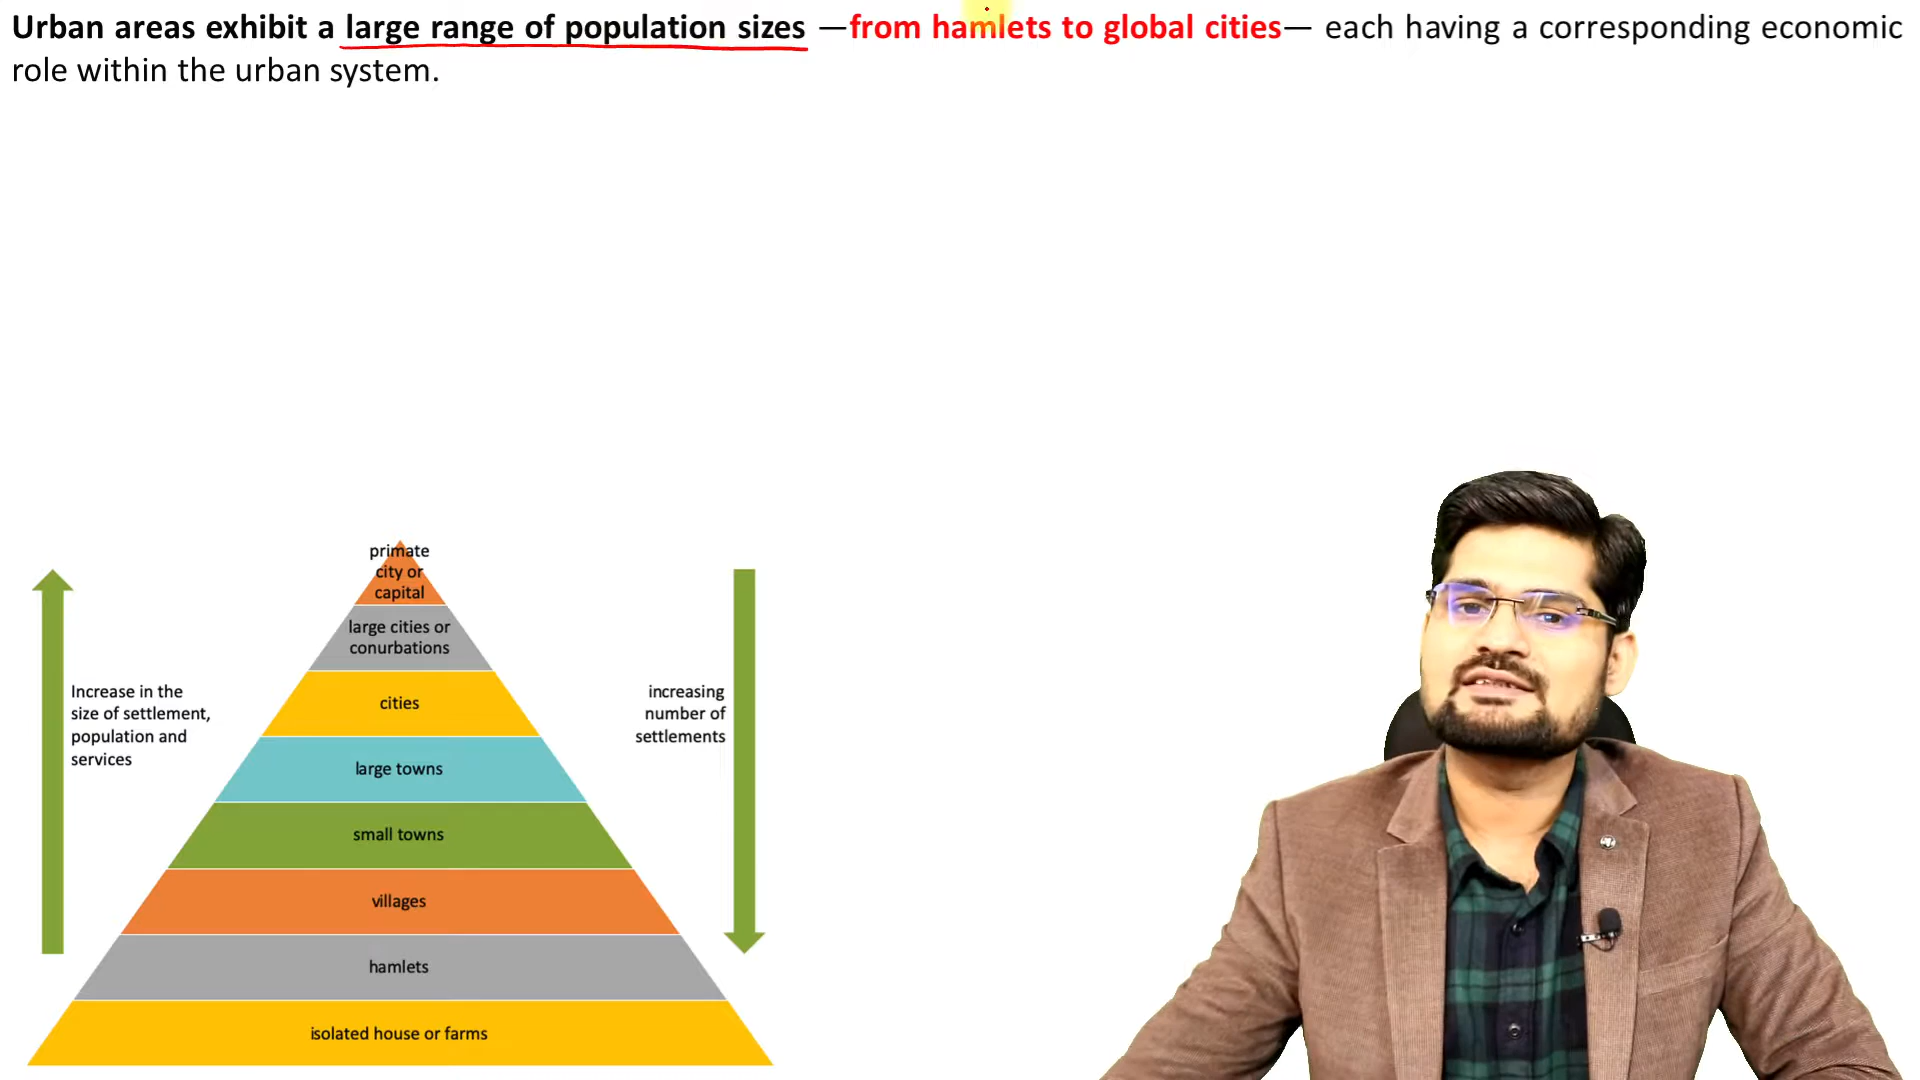 Urban areas exhibit a large range of population sizes —from hamlets to global cities— each having a corresponding economic
role within the urban system.
primate
city or
capital
large cities or
conurbations
Increase in the
size of settlement,
population and
services
increasing
number of
settlements
cities
large towns
small towns
villages
hamlets
isolated house or farms